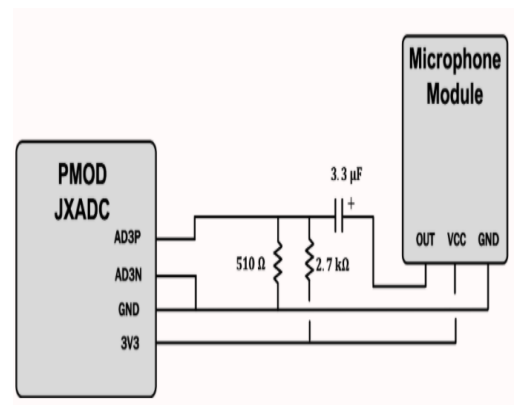 Microphone
Module
PMOD
JXADC
3.3 µF
+
AD3P
OUT VCC GND
510 Ω
2.7 kΩ
AD3N
GND
3V3